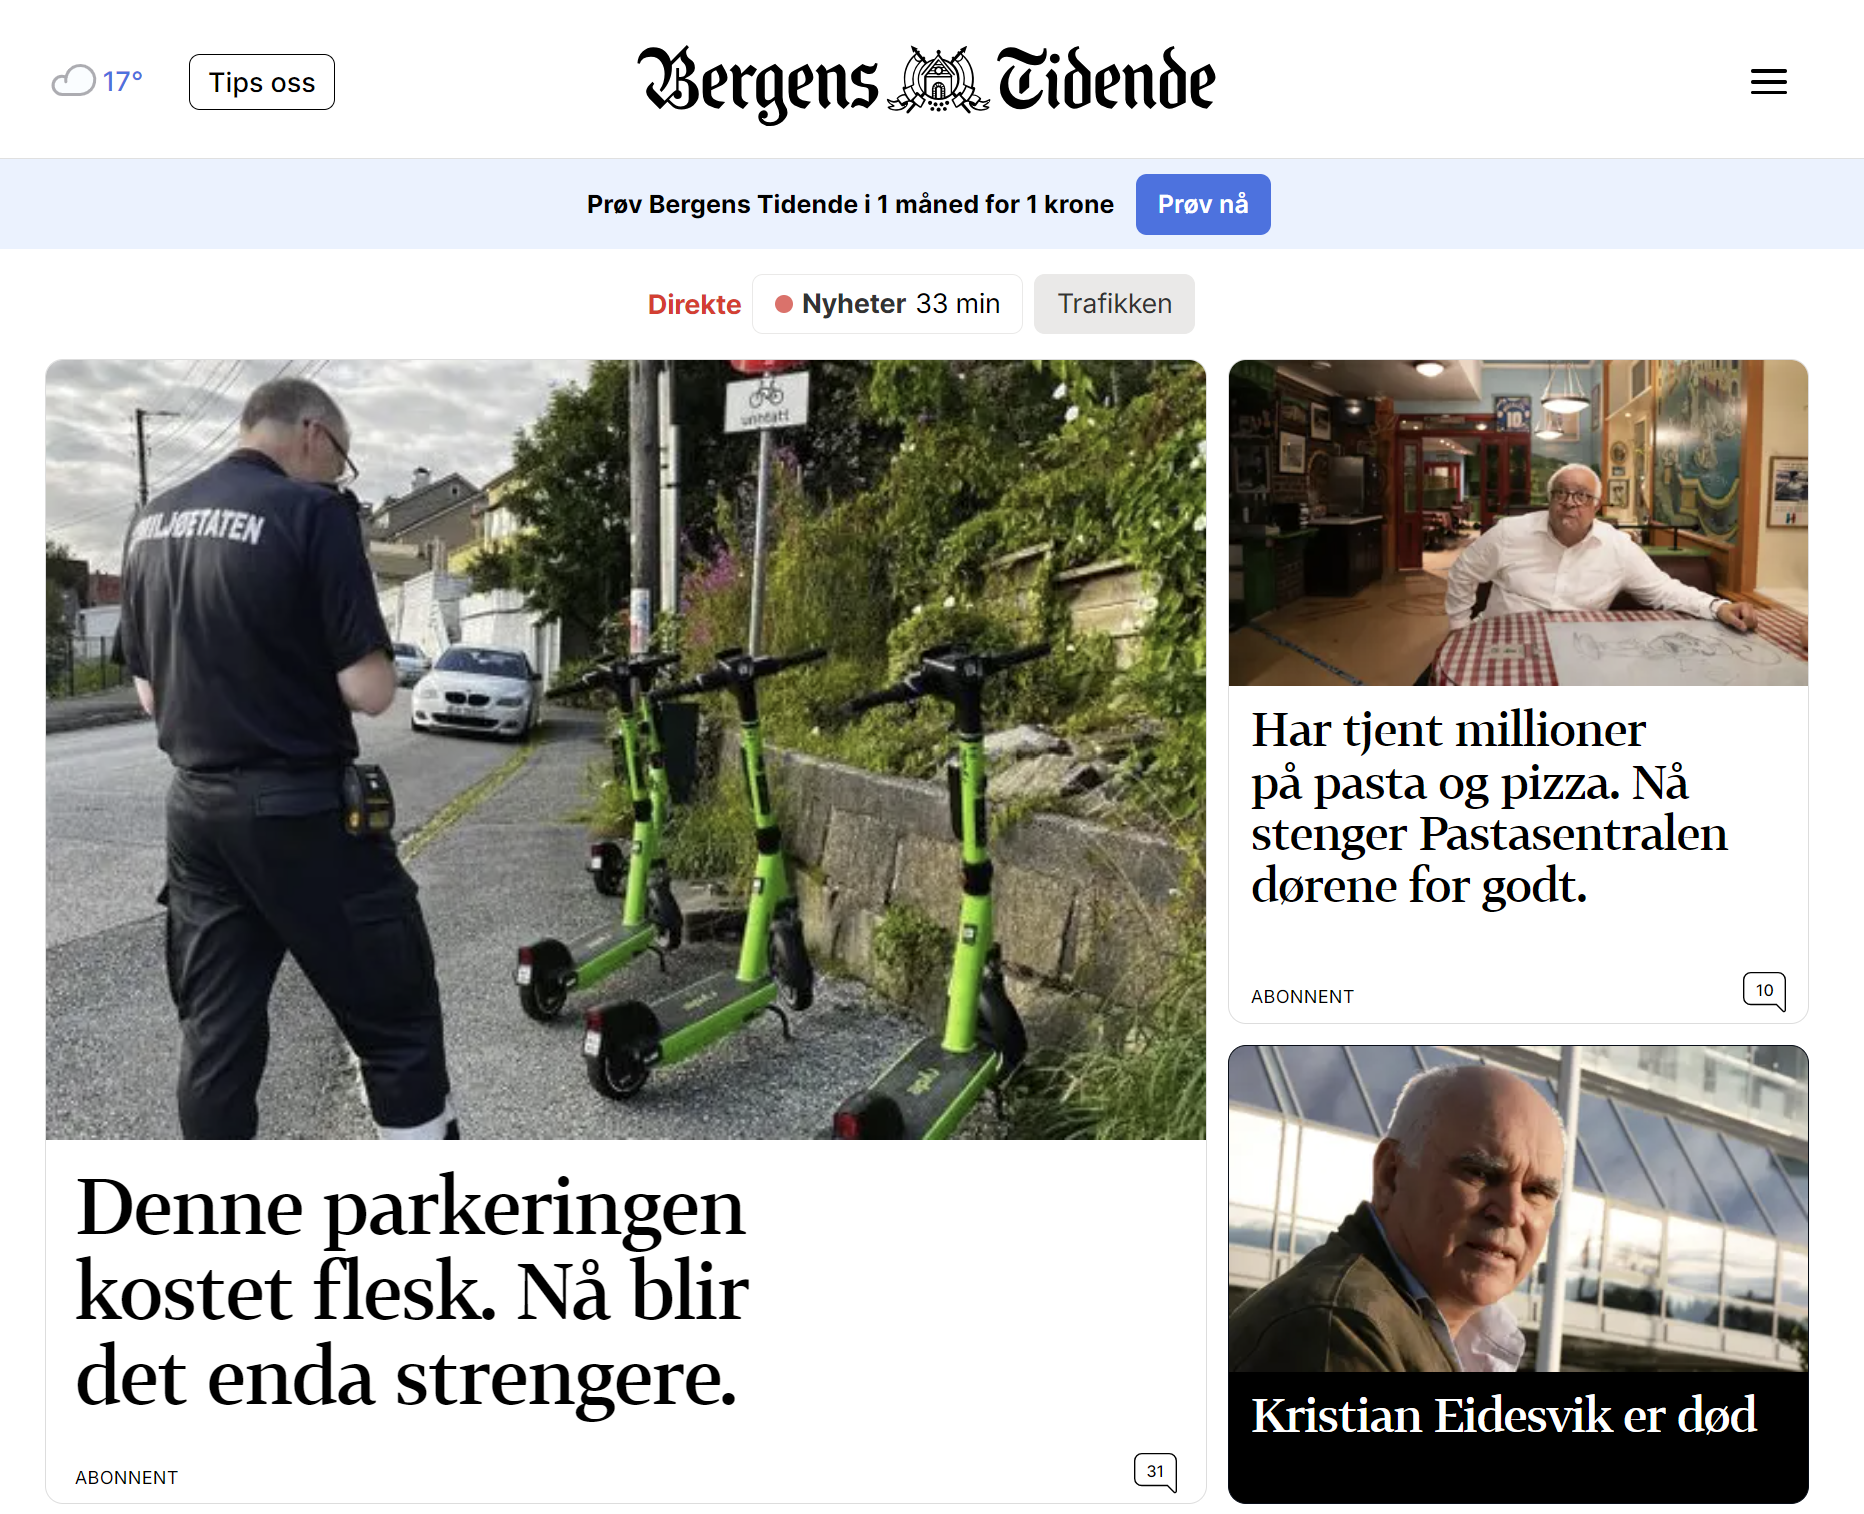 17°
Tips oss
Bergens Tidende
Prøv Bergens Tidende i 1 måned for 1 krone
Prøv nå
Direkte
Nyheter 33 min
Trafikken
unntatt
MILJØETATEN
10
Har tjent millioner
på pasta og pizza. Nå
stenger Pastasentralen
dørene for godt.
ABONNENT
10
Denne parkeringen
kostet flesk. Nå blir
det enda strengere.
ABONNENT
31
Kristian Eidesvik er død